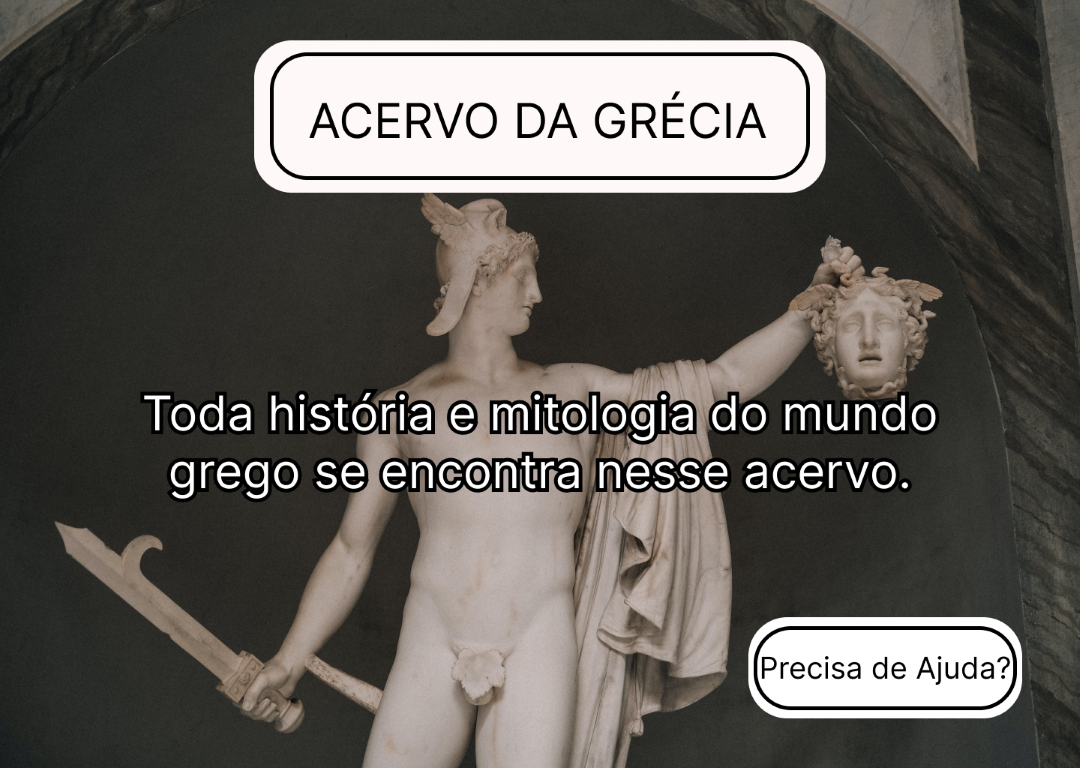 ACERVO DA GRÉCIA
Toda história e mitologia do mundo
grego se encontra nesse acervo.
Precisa de Ajuda?